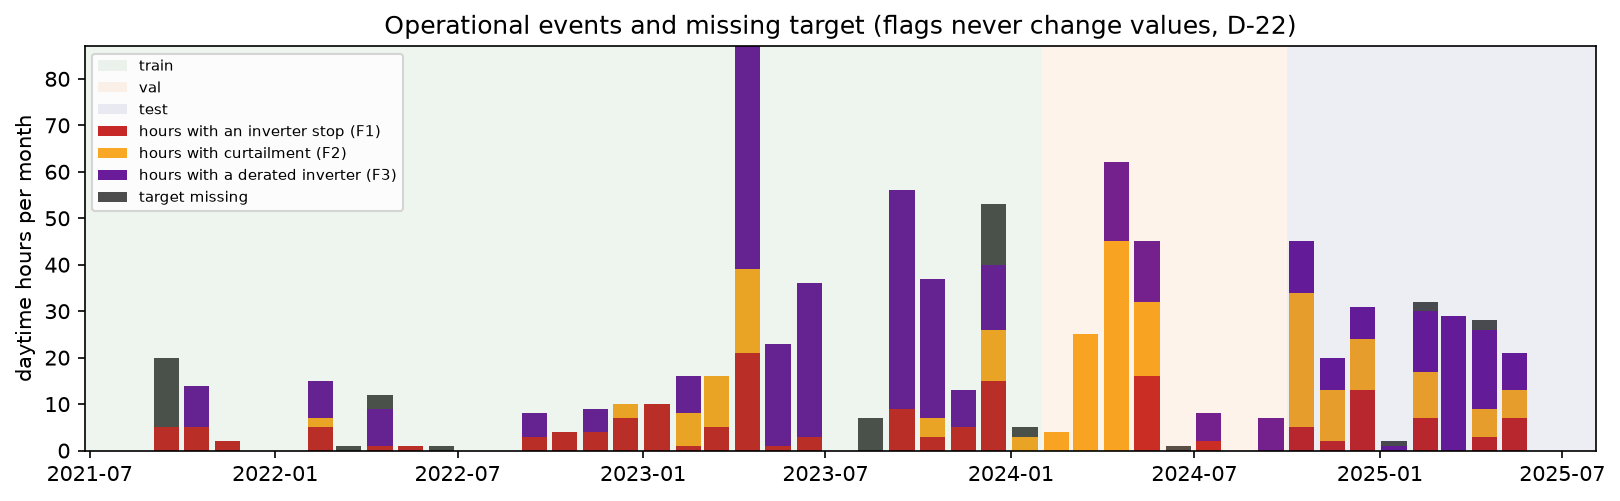 Operational events and missing target (flags never change values, D-22)
daytime hours per month
80
70
60
50
40
30
20
10
0
train
val
test
hours with an inverter stop (F1)
hours with curtailment (F2)
hours with a derated inverter (F3)
target missing
2021-07
2022-01
2022-07
2023-01
2023-07
2024-01
2024-07
2025-01
2025-07